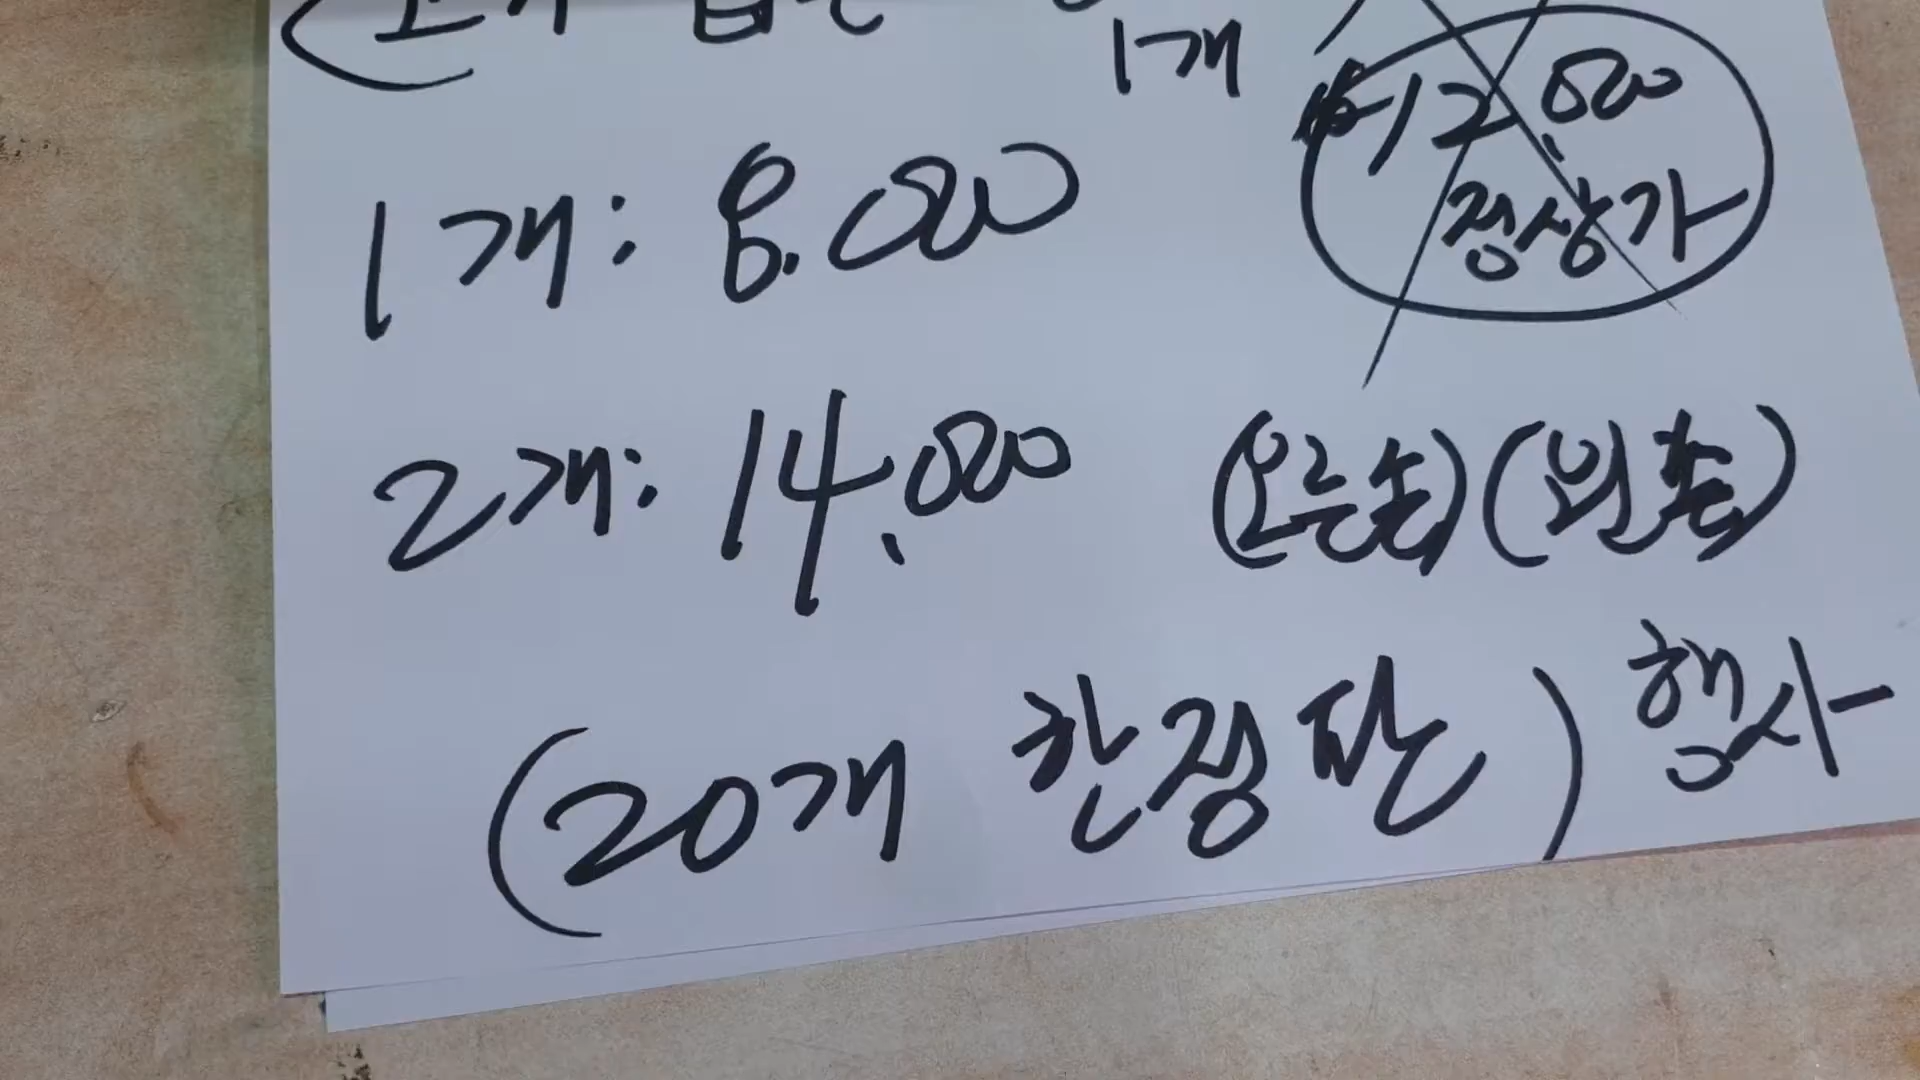 1개
12.000
정상가
1개: 8.000
2개: 14.000 (오른손) (왼손)
(20개 한정판) 행사